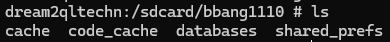 dream2qltechn:/sdcard/bbang1110 # ls
cache  code_cache  databases  shared_prefs